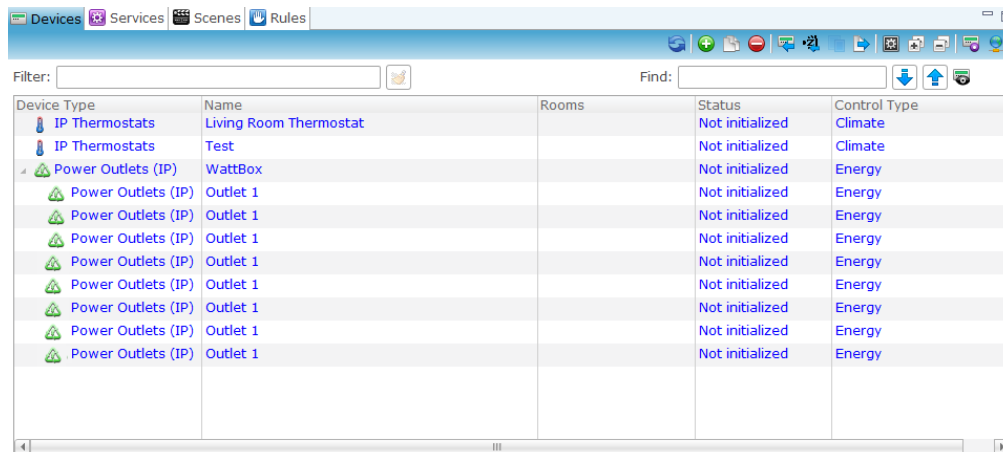 Devices Services Scenes Rules
Filter: Find:
Device Type Name Rooms Status Control Type
IP Thermostats Living Room Thermostat Not initialized Climate
IP Thermostats Test Not initialized Climate
Power Outlets (IP) WattBox Not initialized Energy
Power Outlets (IP) Outlet 1 Not initialized Energy
Power Outlets (IP) Outlet 1 Not initialized Energy
Power Outlets (IP) Outlet 1 Not initialized Energy
Power Outlets (IP) Outlet 1 Not initialized Energy
Power Outlets (IP) Outlet 1 Not initialized Energy
Power Outlets (IP) Outlet 1 Not initialized Energy
Power Outlets (IP) Outlet 1 Not initialized Energy
Power Outlets (IP) Outlet 1 Not initialized Energy